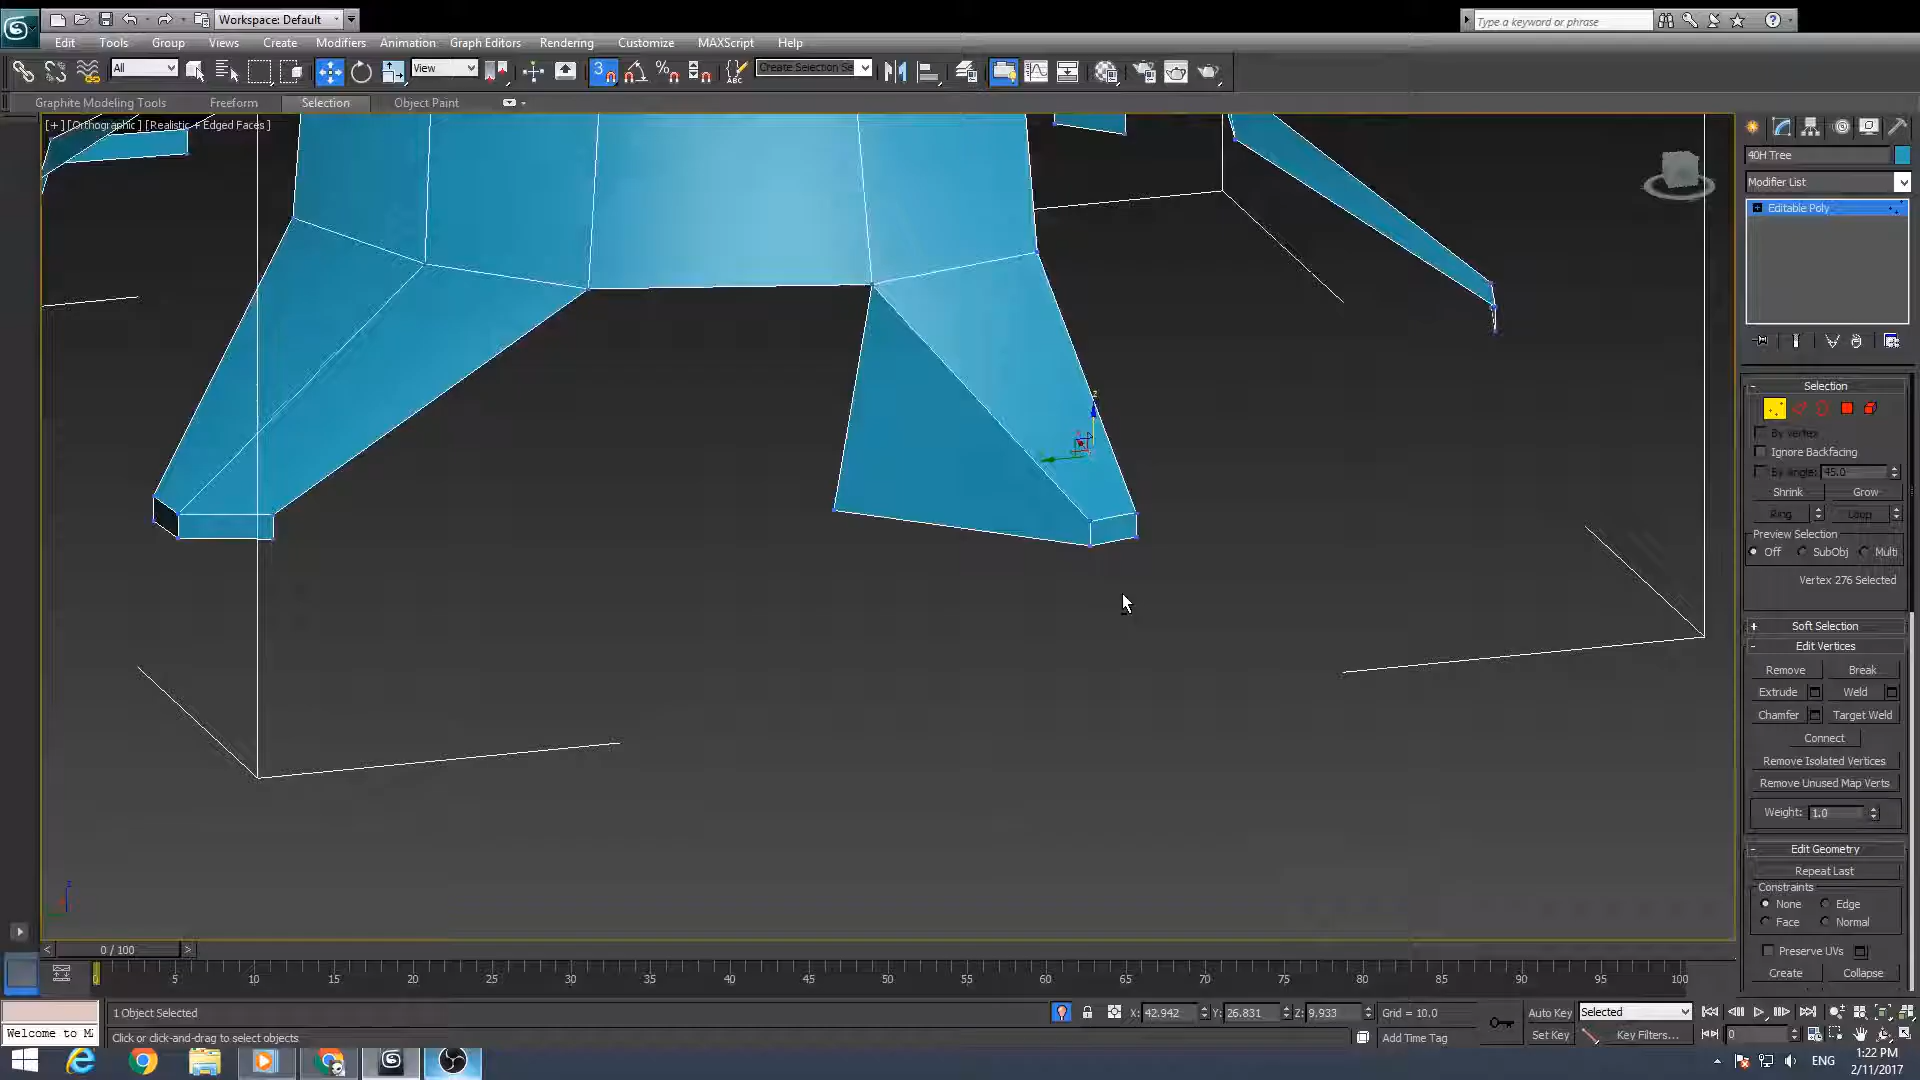 Workspace: Default
Type a keyword or phrase
Edit Tools Group Views Create Modifiers Animation Graph Editors Rendering Customize MAXScript Help
All View 3 Create Selection Se
Graphite Modeling Tools Freeform Selection Object Paint
[+] [Orthographic] [Realistic + Edged Faces]
40H Tree
Modifier List
Editable Poly
Selection
By Vertex
Ignore Backfacing
By Angle: 45.0
Shrink Grow
Ring Loop
Preview Selection
Off SubObj Multi
Vertex 276 Selected
Soft Selection
Edit Vertices
Remove Break
Extrude Weld
Chamfer Target Weld
Connect
Remove Isolated Vertices
Remove Unused Map Verts
Weight: 1.0
Edit Geometry
Repeat Last
Constraints
None Edge
Face Normal
Preserve UVs
Create Collapse
z
z
0 / 100
0 5 10 15 20 25 30 35 40 45 50 55 60 65 70 75 80 85 90 95 100
1 Object Selected X: 42.942 Y: 26.831 Z: 9.933 Grid = 10.0 Auto Key Selected
Welcome to M Click or click-and-drag to select objects Add Time Tag Set Key Key Filters... 0
ENG
1:22 PM
2/11/2017